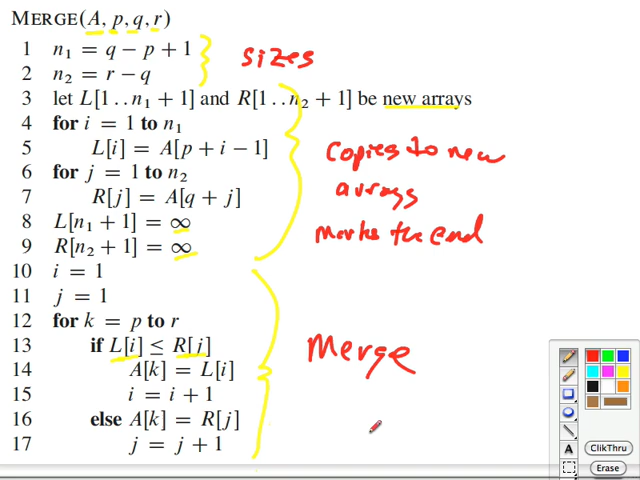 MERGE(A, p, q, r)
1 n₁ = q − p + 1
2 n₂ = r − q
sizes
3 let L[1 . . n₁ + 1] and R[1 . . n₂ + 1] be new arrays
4 for i = 1 to n₁
5 L[i] = A[p + i − 1]
6 for j = 1 to n₂
7 R[j] = A[q + j]
8 L[n₁ + 1] = ∞
9 R[n₂ + 1] = ∞
copies to new
arrays
marks the end
10 i = 1
11 j = 1
12 for k = p to r
13 if L[i] ≤ R[j]
14 A[k] = L[i]
15 i = i + 1
16 else A[k] = R[j]
17 j = j + 1
Merge
A
ClikThru
Erase